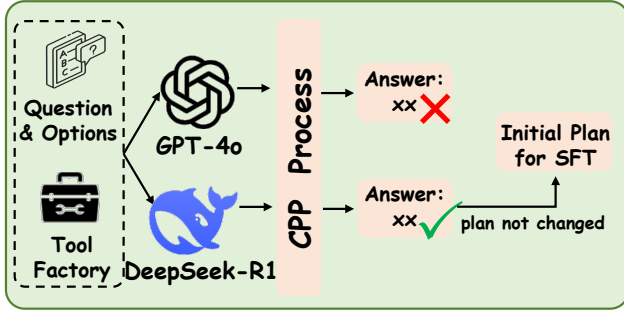 A
B
C
?
Question
& Options
Tool
Factory
GPT-4o
DeepSeek-R1
CPP Process
Answer:
xx
Answer:
xx
plan not changed
Initial Plan
for SFT